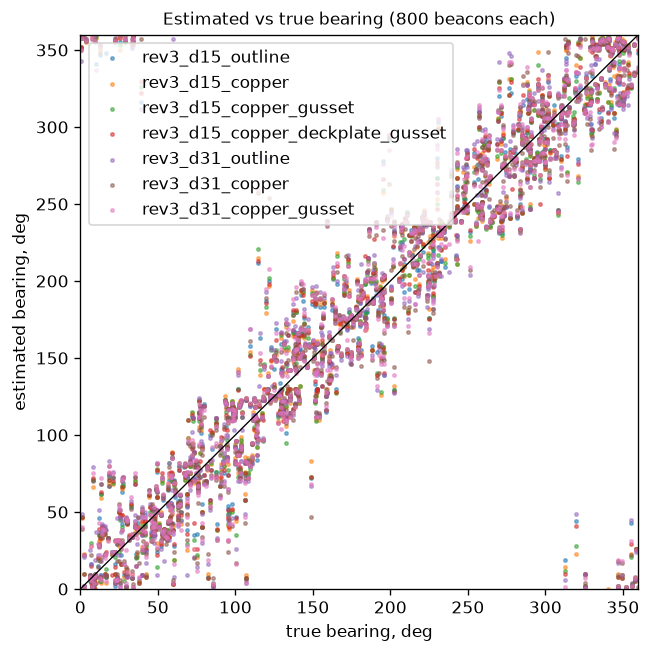 Estimated vs true bearing (800 beacons each)
rev3_d15_outline
rev3_d15_copper
rev3_d15_copper_gusset
rev3_d15_copper_deckplate_gusset
rev3_d31_outline
rev3_d31_copper
rev3_d31_copper_gusset
estimated bearing, deg
350
300
250
200
150
100
50
0
0 50 100 150 200 250 300 350
true bearing, deg